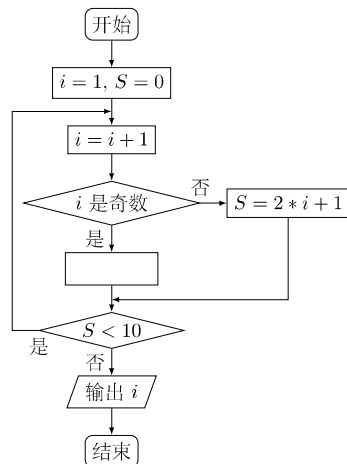 开始
i = 1, S = 0
i = i + 1
i 是奇数
否
S = 2 * i + 1
是
S < 10
是
否
输出 i
结束